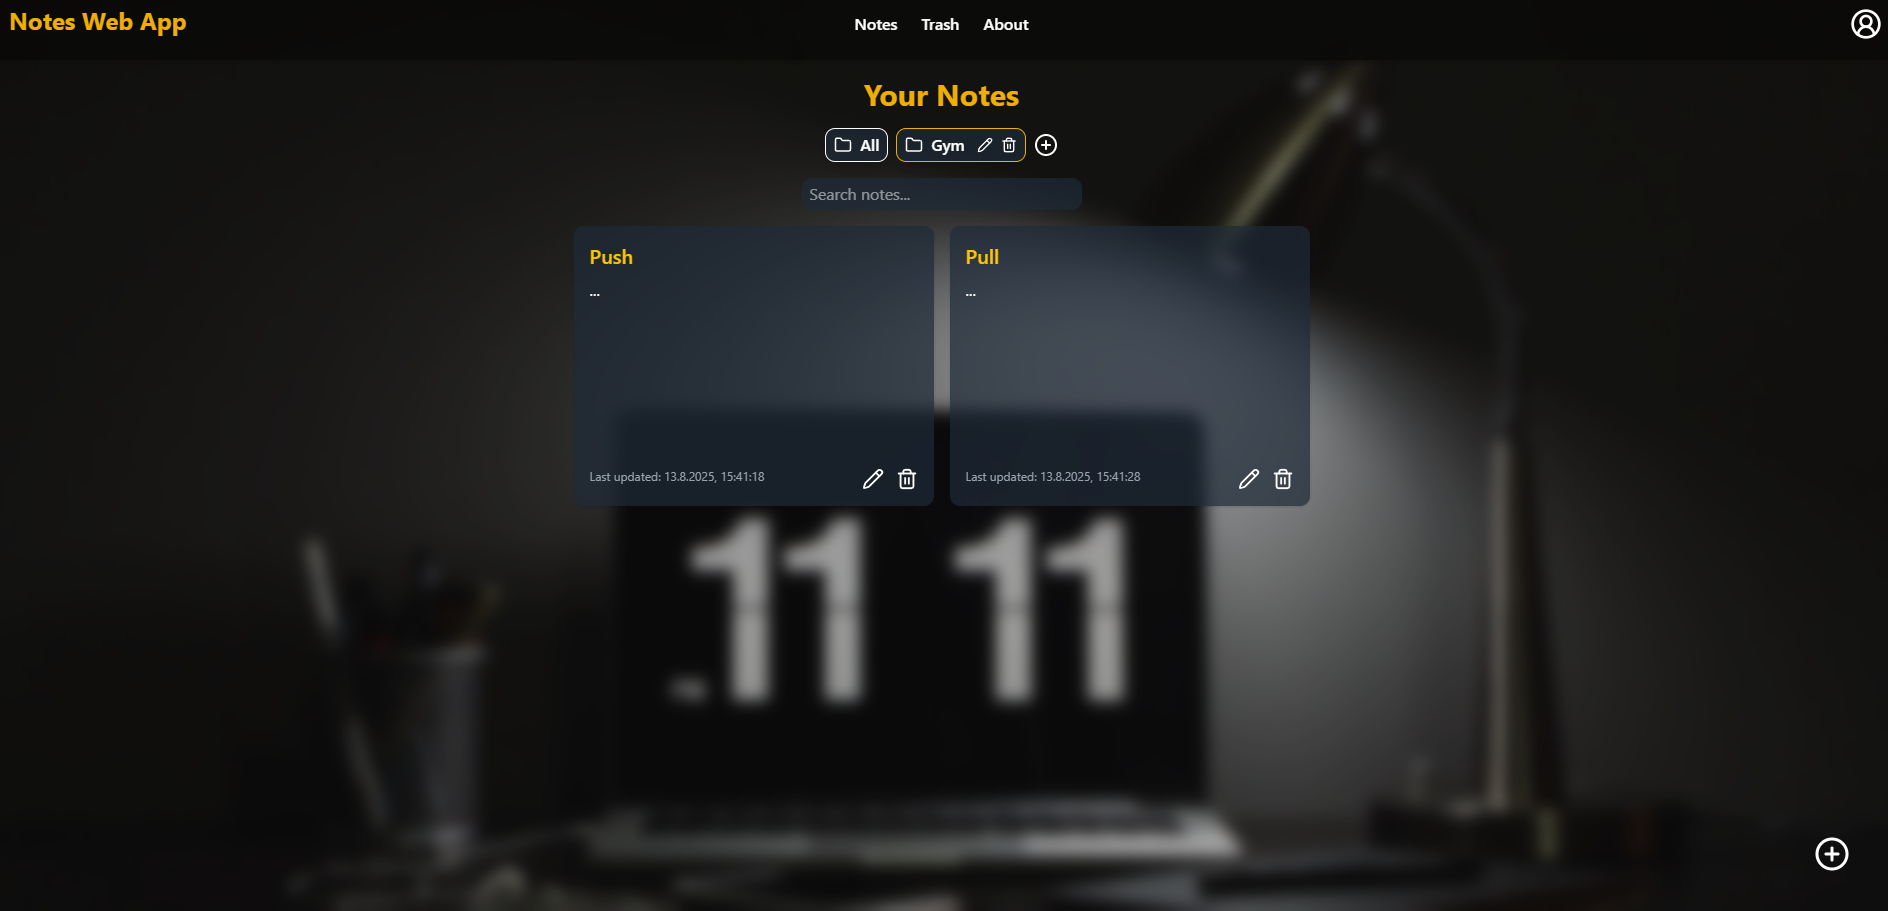 Notes Web App
Notes Trash About
Your Notes
All Gym
Search notes...
Push
...
Last updated: 13.8.2025, 15:41:18
Pull
...
Last updated: 13.8.2025, 15:41:28
11 11